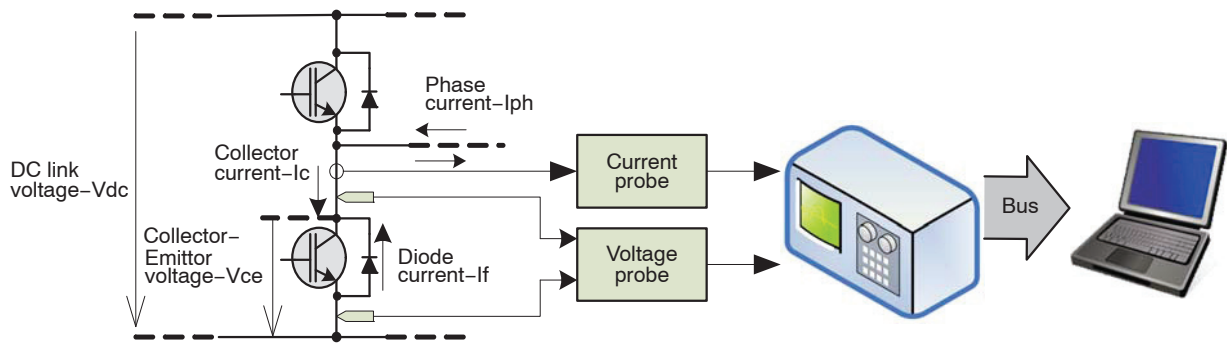 Phase
current–Iph
DC link
voltage–Vdc
Collector
current–Ic
Current
probe
Bus
Collector–
Emittor
voltage–Vce
Diode
current–If
Voltage
probe